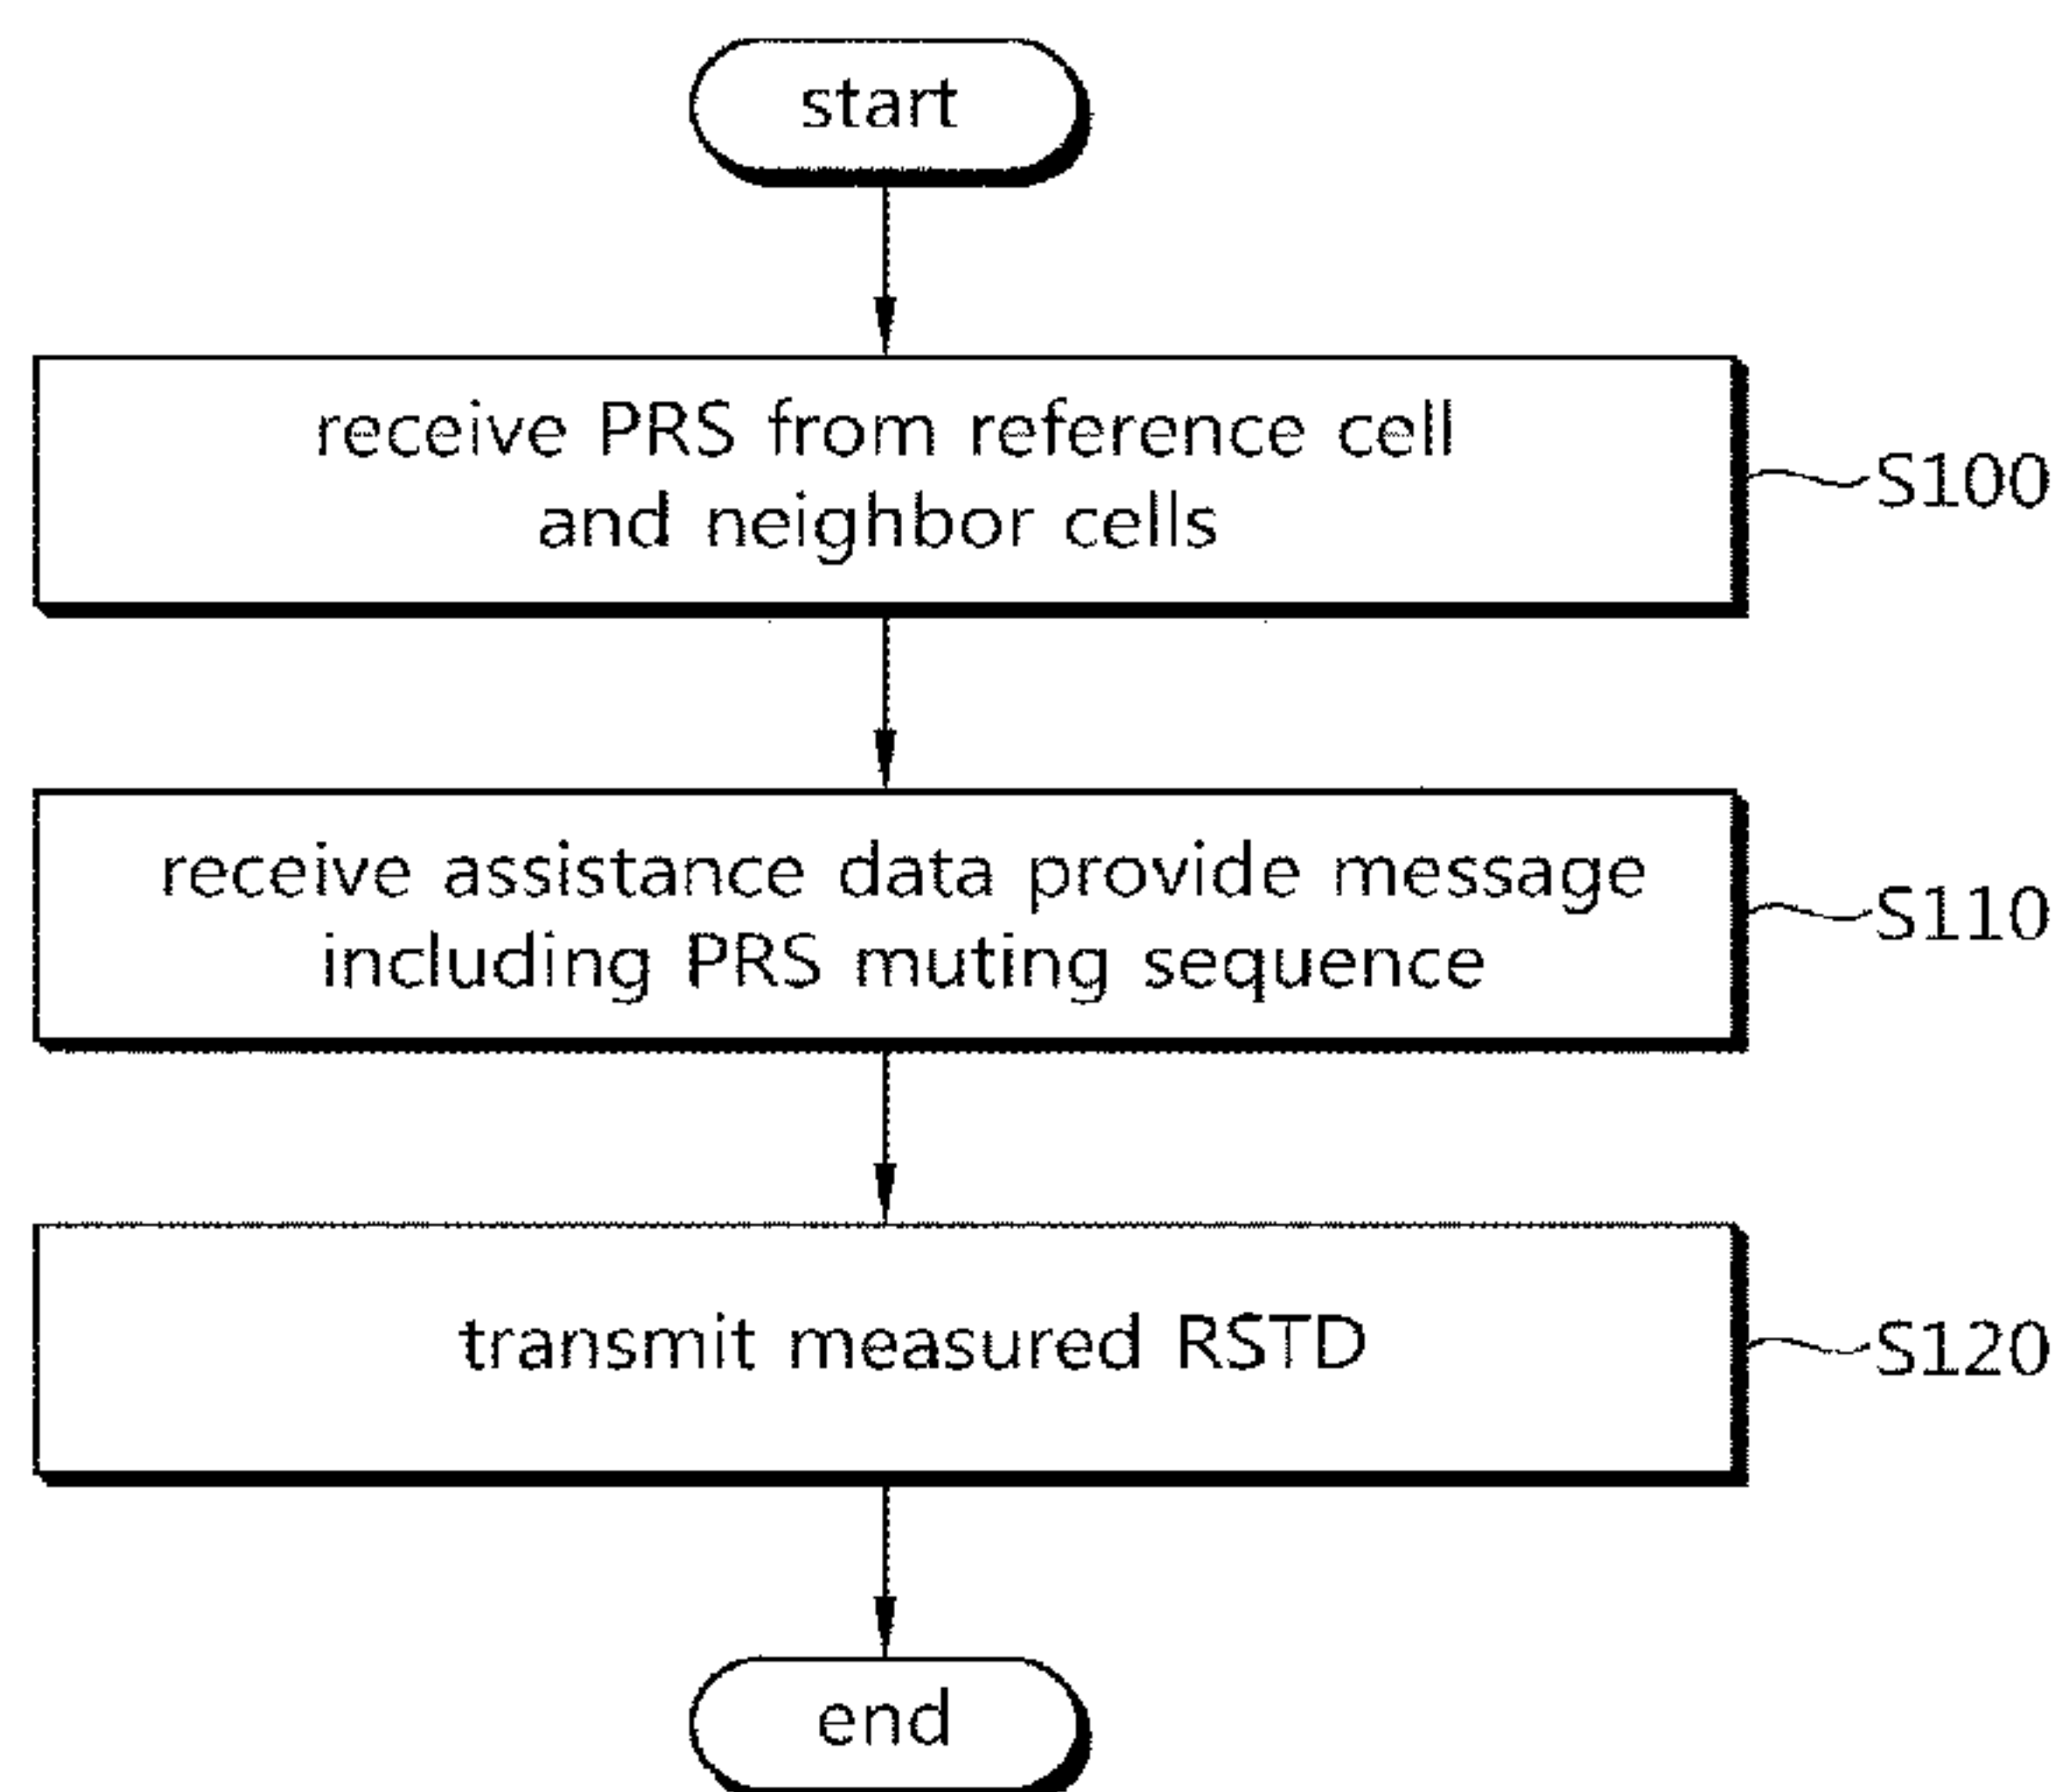 start
receive PRS from reference cell
and neighbor cells
S100
receive assistance data provide message
including PRS muting sequence
S110
transmit measured RSTD
S120
end